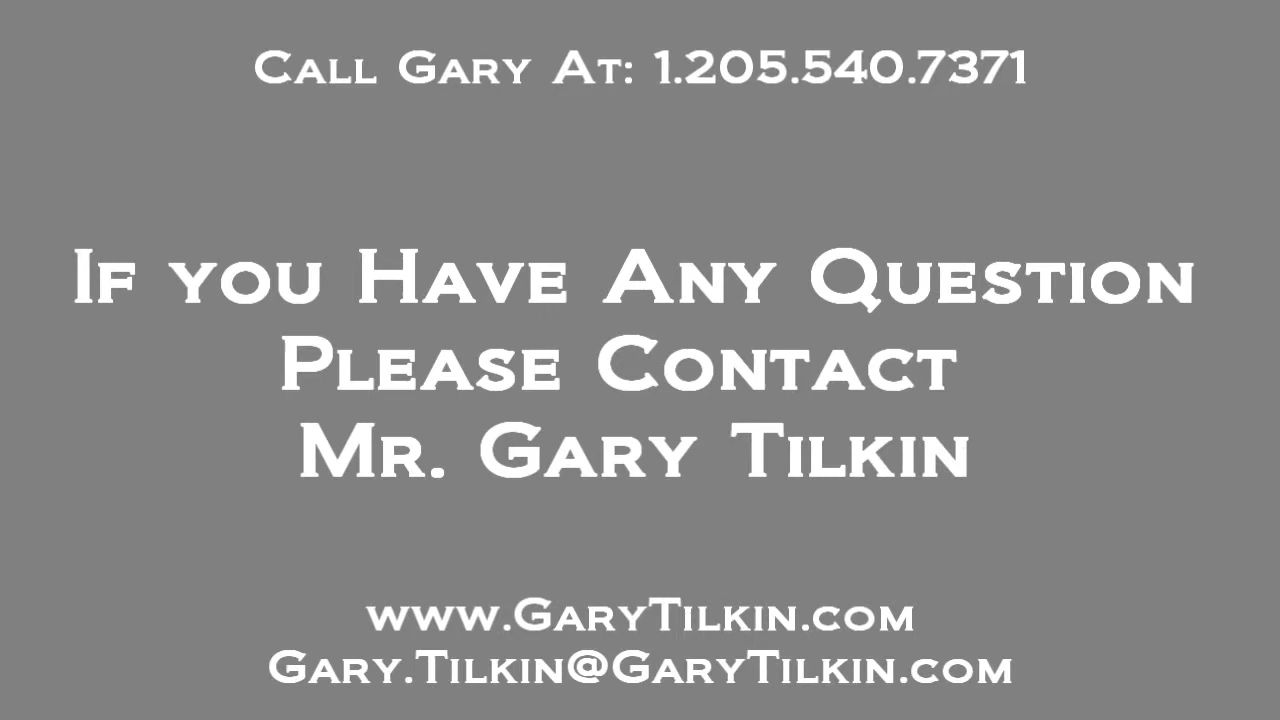 Call Gary At: 1.205.540.7371
If you Have Any Question
Please Contact
Mr. Gary Tilkin
www.GaryTilkin.com
Gary.Tilkin@GaryTilkin.com